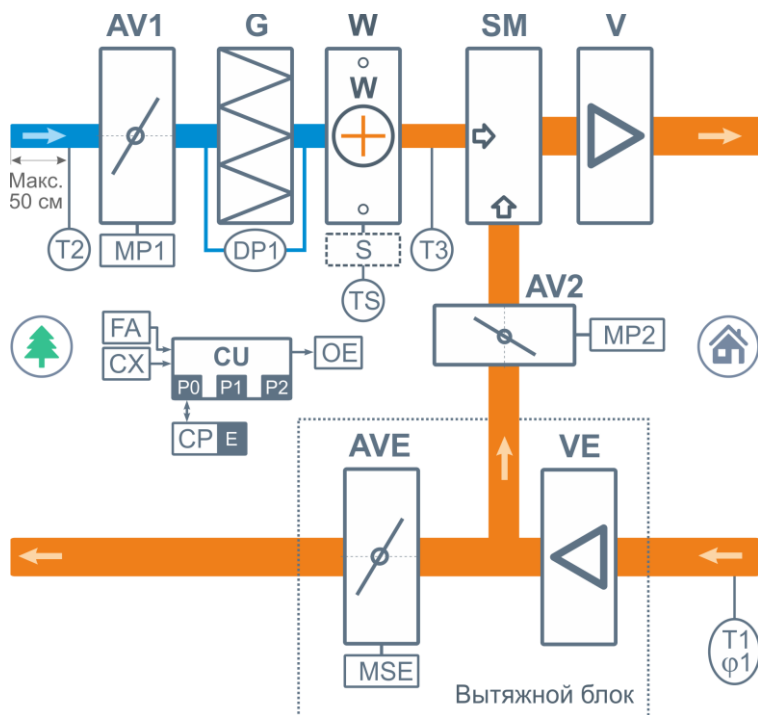 AV1 G W SM V
W
Макс.
50 см
T2 MP1 DP1 S T3
TS
AV2
MP2
FA
CX
CU
OE
P0 P1 P2
CP E
AVE VE
MSE
T1
φ1
Вытяжной блок